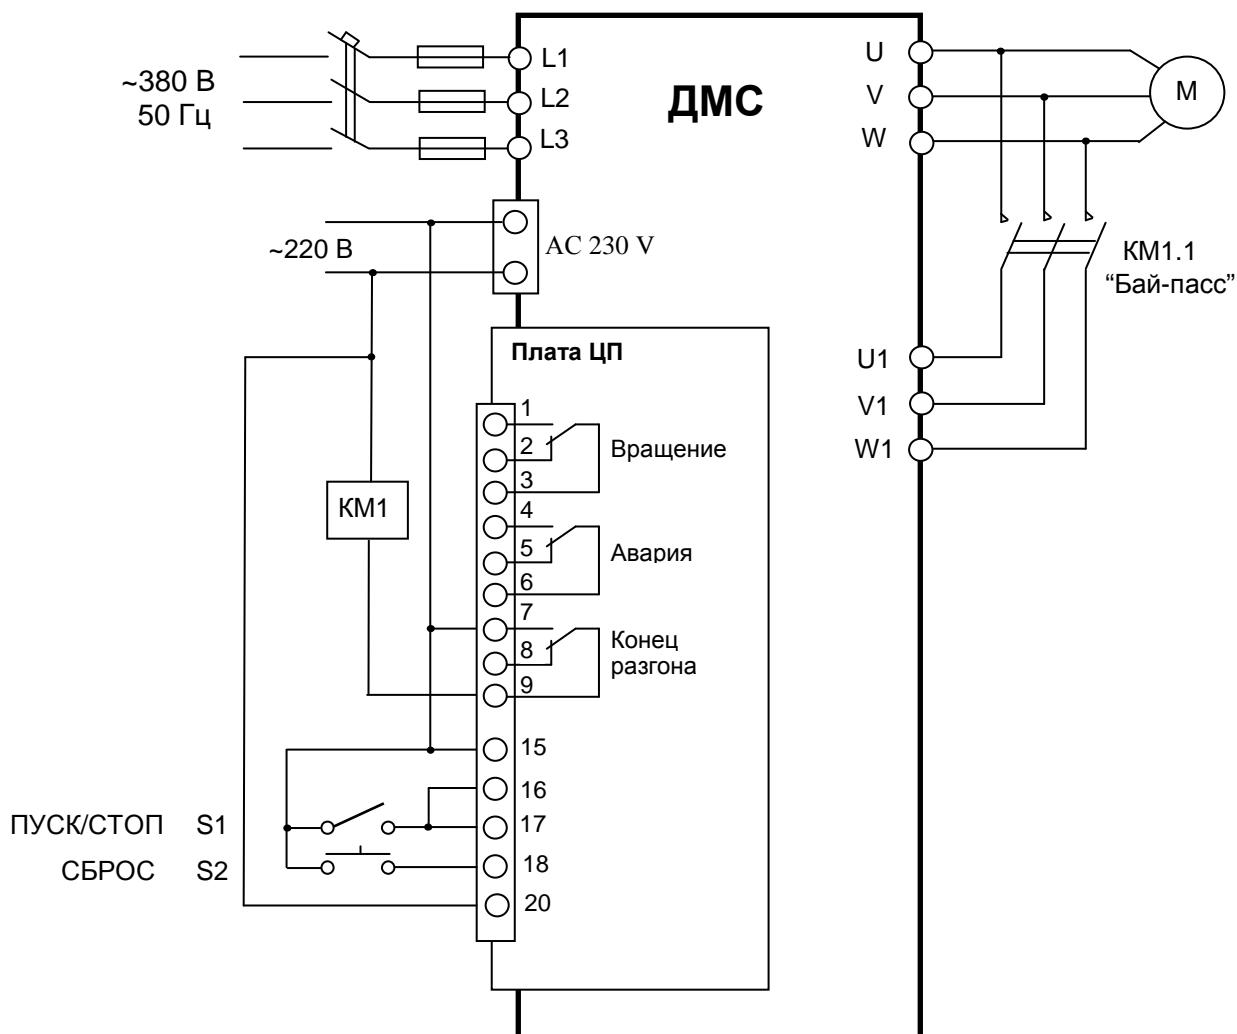 ~380 В
50 Гц
L1
L2
L3
ДМС
U
V
W
М
~220 В
AC 230 V
КМ1.1
“Бай-пасс”
Плата ЦП
U1
V1
W1
1
2
3
Вращение
КМ1
4
5
6
Авария
7
8
9
Конец
разгона
15
16
ПУСК/СТОП S1
17
СБРОС S2
18
20